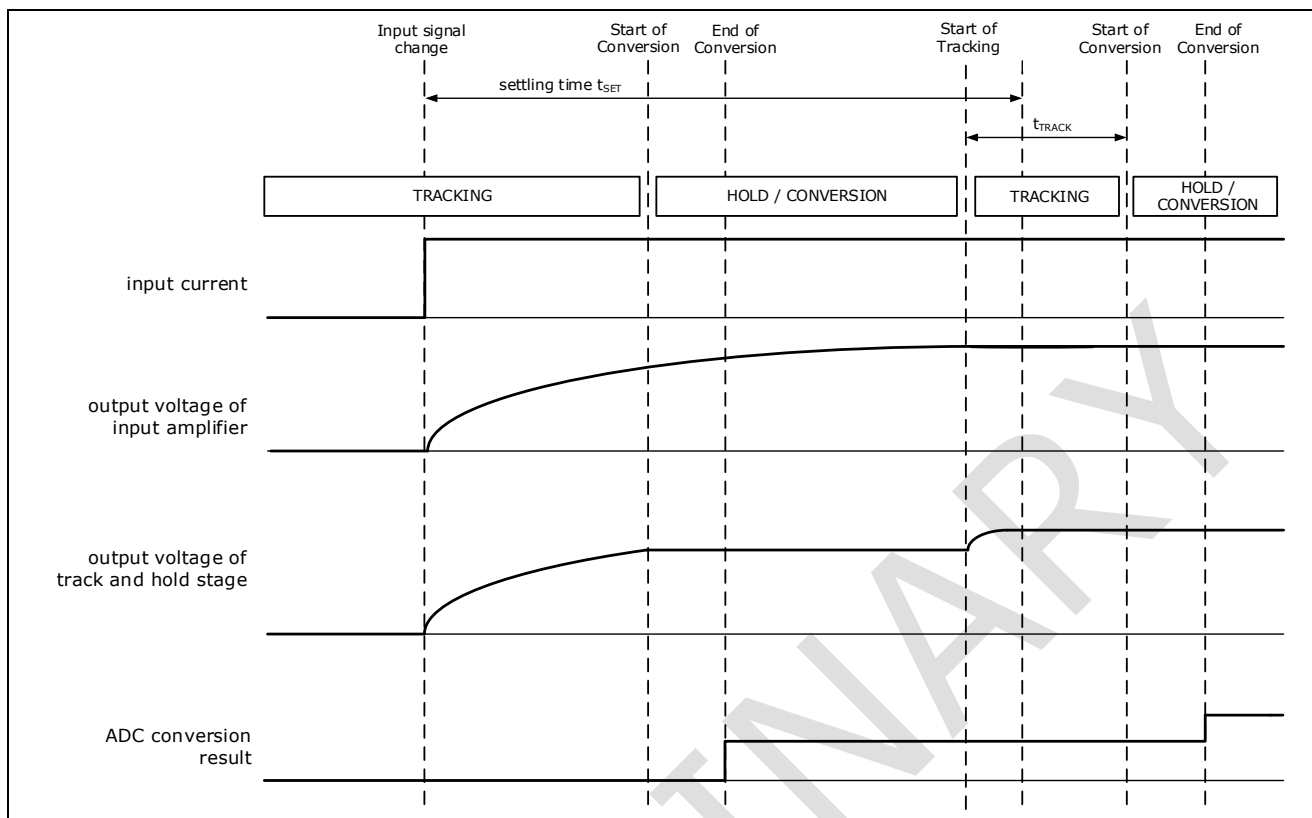 Input signal
change
Start of
Conversion
End of
Conversion
Start of
Tracking
Start of
Conversion
End of
Conversion
settling time tSET
tTRACK
TRACKING
HOLD / CONVERSION
TRACKING
HOLD /
CONVERSION
input current
output voltage of
input amplifier
output voltage of
track and hold stage
ADC conversion
result
INARY